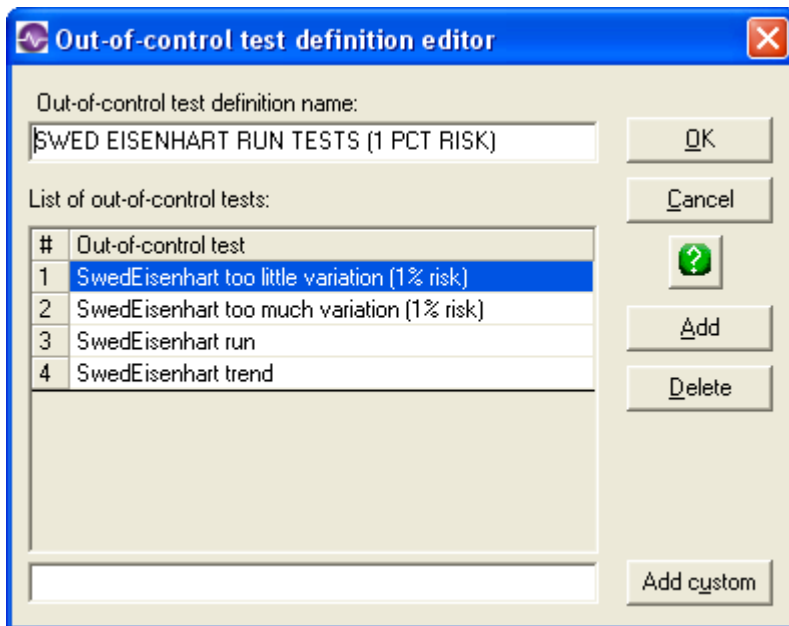 Out-of-control test definition editor
Out-of-control test definition name:
SWED EISENHART RUN TESTS (1 PCT RISK)
OK
List of out-of-control tests:
Cancel
# Out-of-control test
1 SwedEisenhart too little variation (1% risk)
2 SwedEisenhart too much variation (1% risk)
3 SwedEisenhart run
4 SwedEisenhart trend
?
Add
Delete
Add custom